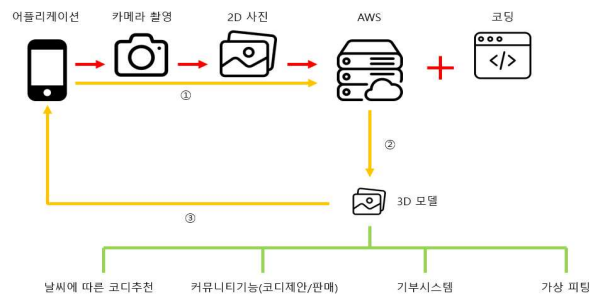 어플리케이션
카메라 촬영
2D 사진
AWS
코딩
</>
①
②
3D 모델
③
날씨에 따른 코디추천
커뮤니티기능(코디제안/판매)
기부시스템
가상 피팅